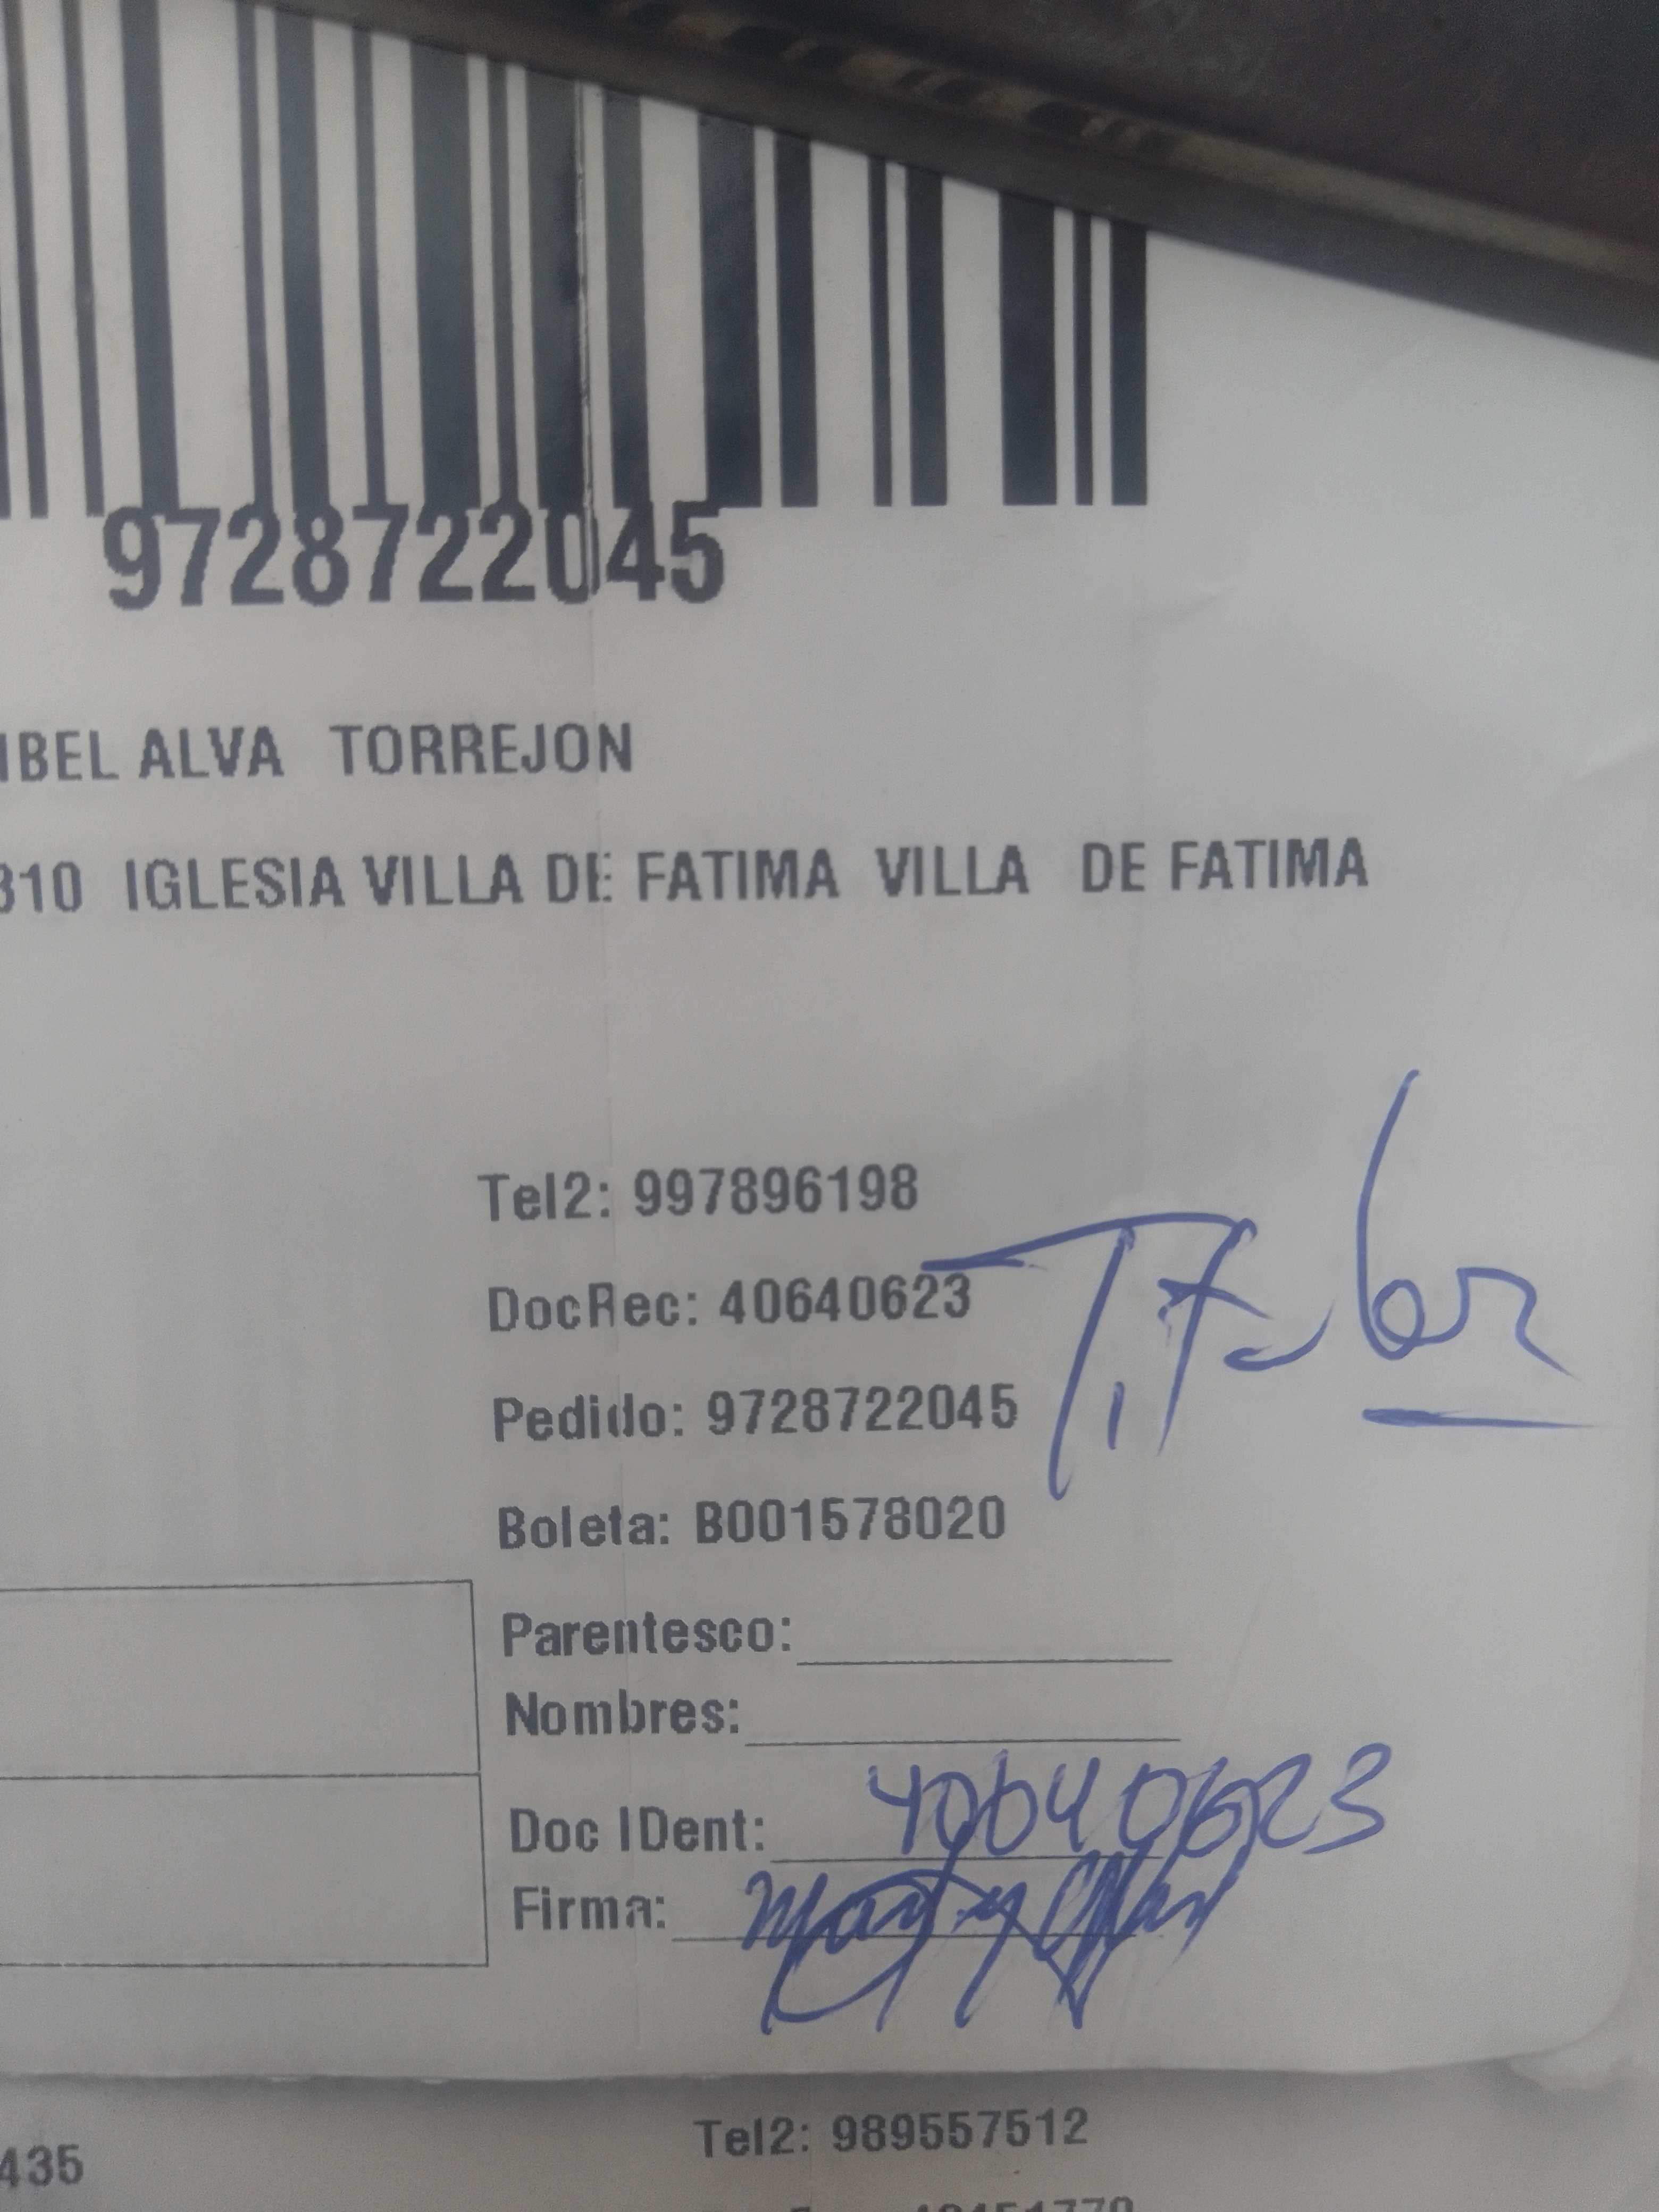 9728722045
IBEL ALVA TORREJON
310 IGLESIA VILLA DE FATIMA VILLA DE FATIMA
Tel2: 997896198
DocRec: 40640623
Pedido: 9728722045
Boleta: B001578020
Parentesco:
Nombres:
Doc IDent: 40640623
Firma:
Tel2: 989557512
435